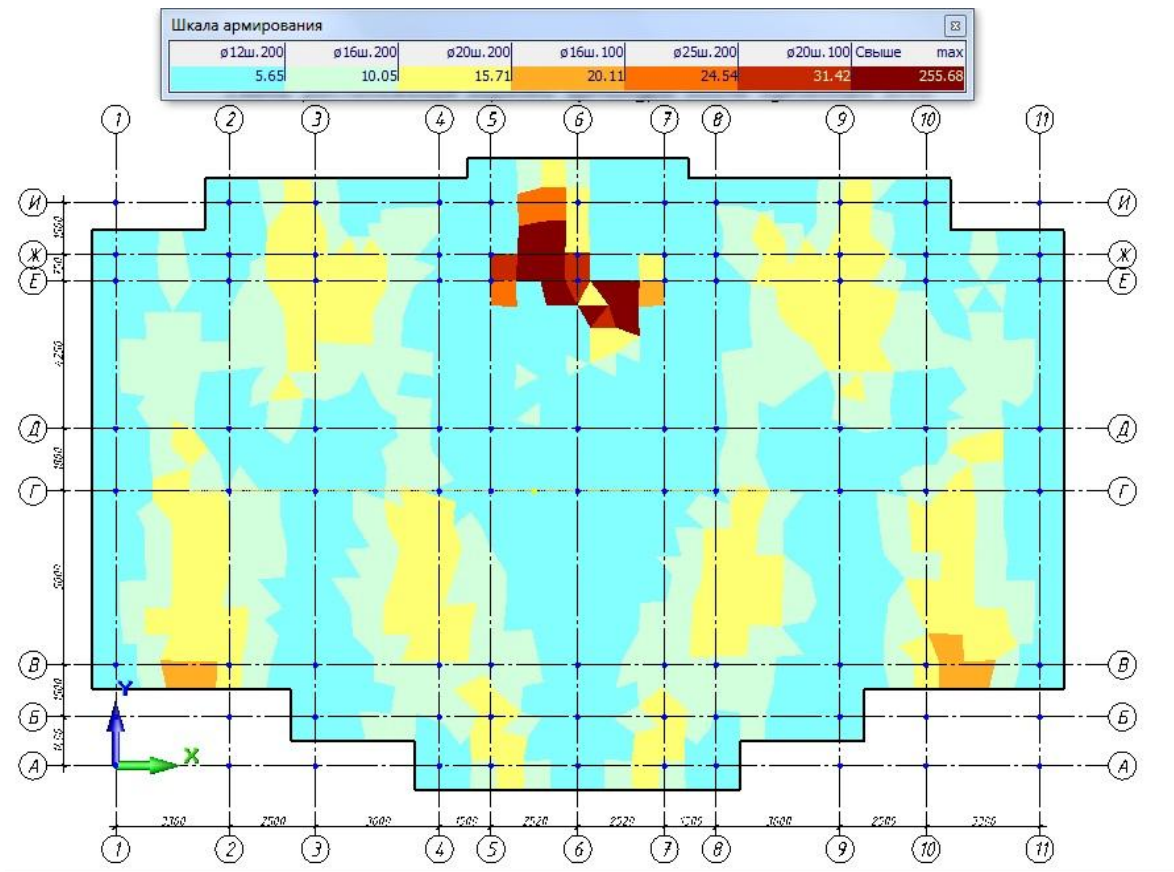 Шкала армирования
ø12ш.200 ø16ш.200 ø20ш.200 ø16ш.100 ø25ш.200 ø20ш.100 Свыше max
5.65 10.05 15.71 20.11 24.54 31.42 255.68
1 2 3 4 5 6 7 8 9 10 11
И И
Ж Ж
Е Е
Д Д
Г Г
В В
Y
Б Б
X
А А
3300 2500 3600 1500 2520 2520 3600 3300
1 2 3 4 5 6 7 8 9 10 11